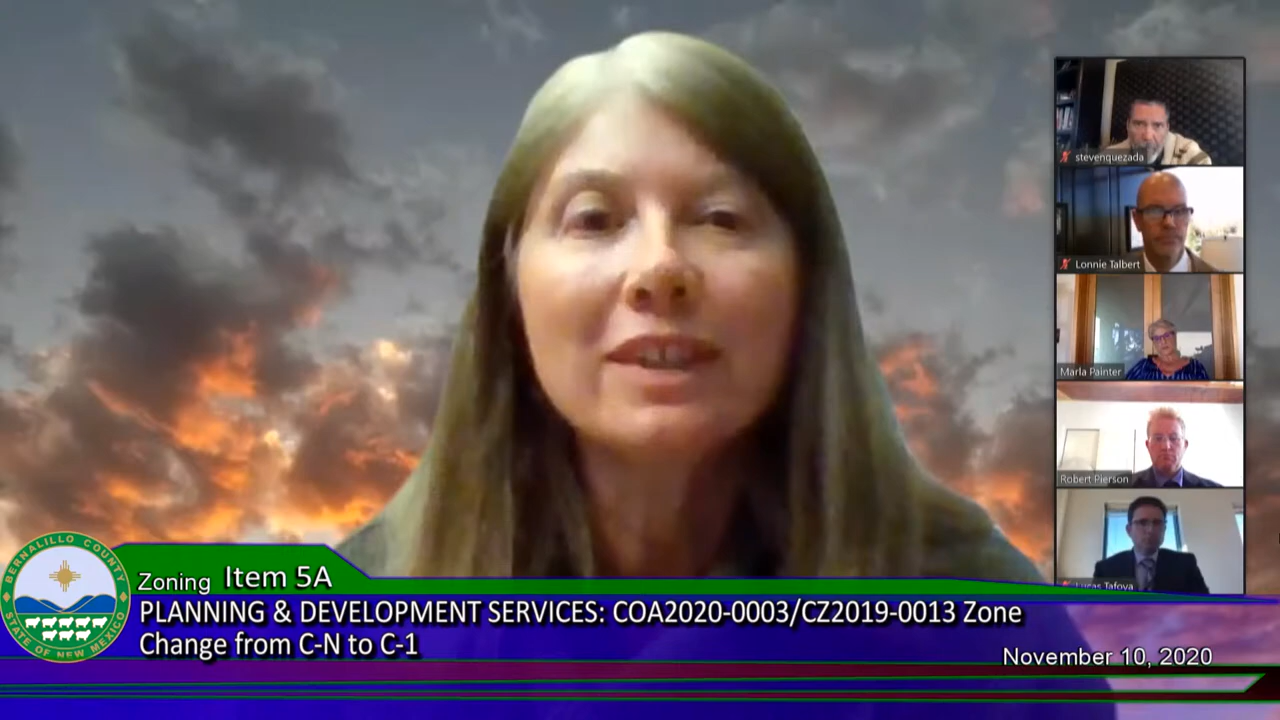 stevenquezada
Lonnie Talbert
Marla Painter
Robert Pierson
Lucas Tafoya
BERNALILLO COUNTY
STATE OF NEW MEXICO
Zoning Item 5A
PLANNING & DEVELOPMENT SERVICES: COA2020-0003/CZ2019-0013 Zone
Change from C-N to C-1
November 10, 2020